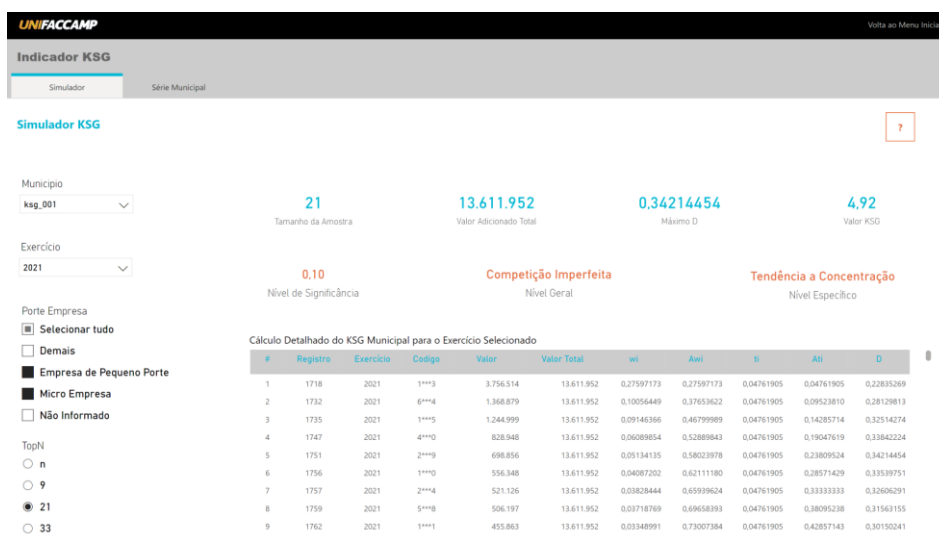 UNIFACCAMP
Volta ao Menu Inicia
Indicador KSG
Simulador Série Municipal
Simulador KSG
?
Municipio
ksg_001
21 13.611.952 0,34214454 4,92
Tamanho da Amostra Valor Adicionado Total Máximo D Valor KSG
Exercício
2021
0,10 Competição Imperfeita Tendência a Concentração
Nível de Significância Nível Geral Nível Específico
Porte Empresa
Selecionar tudo
Demais
Empresa de Pequeno Porte
Micro Empresa
Não Informado
TopN
n
9
21
33
Cálculo Detalhado do KSG Municipal para o Exercício Selecionado
# Registro Exercício Codigo Valor Valor Total wi Awi ti Ati D
1 1718 2021 1***3 3.756.514 13.611.952 0,27597173 0,27597173 0,04761905 0,04761905 0,22835269
2 1732 2021 6***4 1.368.879 13.611.952 0,10056449 0,37653622 0,04761905 0,09523810 0,28129813
3 1735 2021 1***5 1.244.999 13.611.952 0,09146366 0,46799989 0,04761905 0,14285714 0,32514274
4 1747 2021 4***0 828.948 13.611.952 0,06089854 0,52889843 0,04761905 0,19047619 0,33842224
5 1751 2021 2***9 698.856 13.611.952 0,05134135 0,58023978 0,04761905 0,23809524 0,34214454
6 1756 2021 1***0 556.348 13.611.952 0,04087202 0,62111180 0,04761905 0,28571429 0,33539751
7 1757 2021 2***4 521.126 13.611.952 0,03828444 0,65939624 0,04761905 0,33333333 0,32606291
8 1759 2021 5***8 506.197 13.611.952 0,03718769 0,69658393 0,04761905 0,38095238 0,31563155
9 1762 2021 1***1 455.863 13.611.952 0,03348991 0,73007384 0,04761905 0,42857143 0,30150241